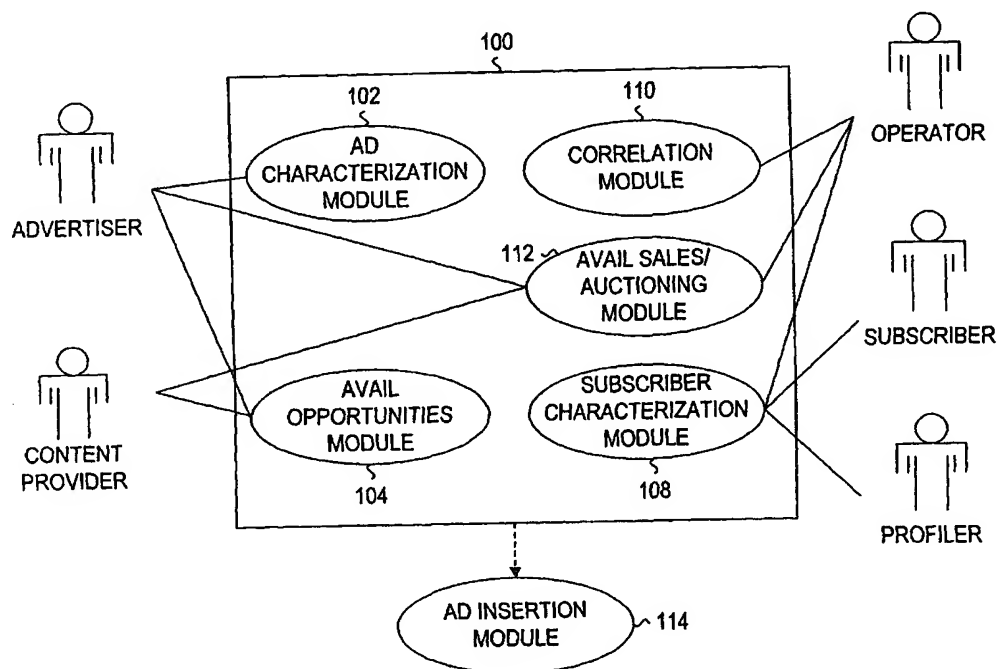 100
102
AD
CHARACTERIZATION
MODULE
110
CORRELATION
MODULE
ADVERTISER
OPERATOR
112
AVAIL SALES/
AUCTIONING
MODULE
SUBSCRIBER
CONTENT
PROVIDER
AVAIL
OPPORTUNITIES
MODULE
104
SUBSCRIBER
CHARACTERIZATION
MODULE
108
PROFILER
AD INSERTION
MODULE
114